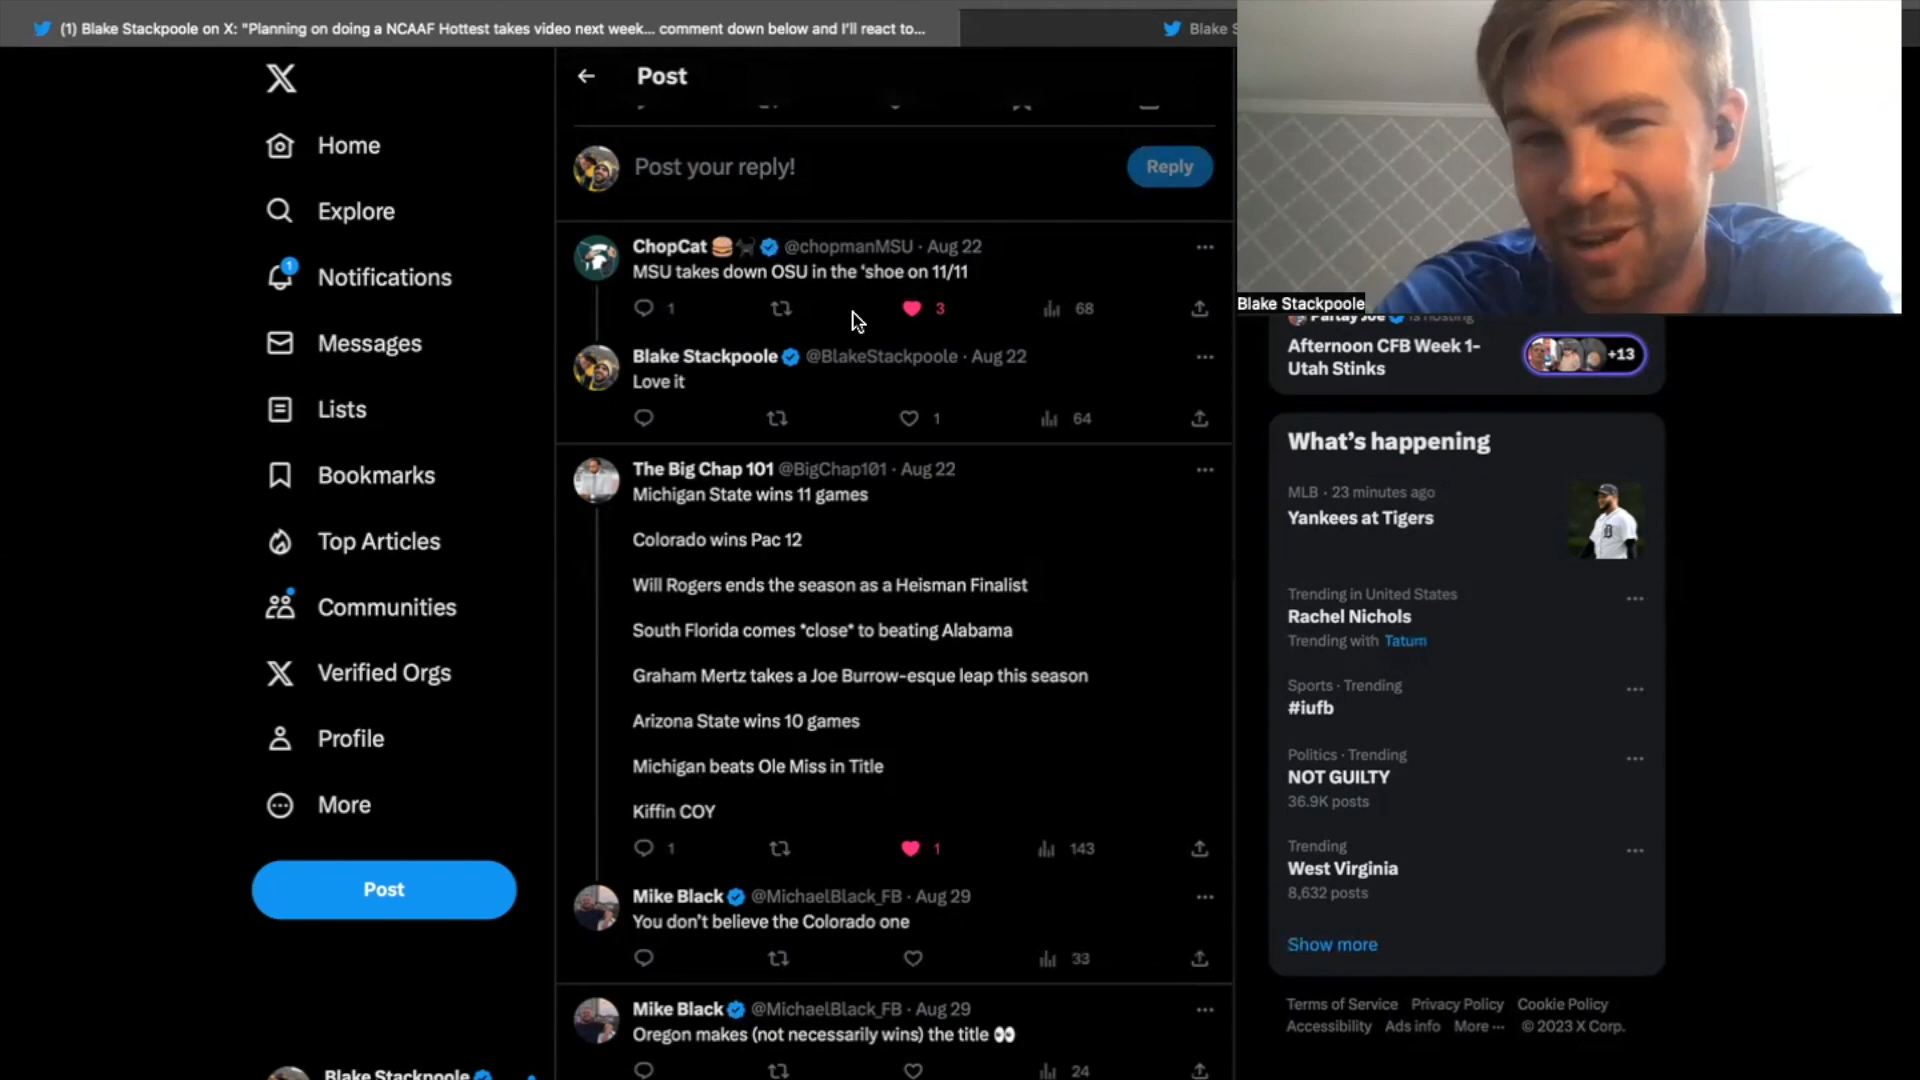 (1) Blake Stackpoole on X: "Planning on doing a NCAAF Hottest takes video next week... comment down below and I'll react to...
Blake S
Post
Home
Explore
1
Notifications
Messages
Lists
Bookmarks
Top Articles
Communities
Verified Orgs
Profile
More
Post
Blake Stackpoole
Post your reply!
Reply
ChopCat @chopmanMSU · Aug 22
MSU takes down OSU in the 'shoe on 11/11
1 3 68
Blake Stackpoole @BlakeStackpoole · Aug 22
Love it
1 64
The Big Chap 101 @BigChap101 · Aug 22
Michigan State wins 11 games
Colorado wins Pac 12
Will Rogers ends the season as a Heisman Finalist
South Florida comes *close* to beating Alabama
Graham Mertz takes a Joe Burrow-esque leap this season
Arizona State wins 10 games
Michigan beats Ole Miss in Title
Kiffin COY
1 1 143
Mike Black @MichaelBlack_FB · Aug 29
You don't believe the Colorado one
33
Mike Black @MichaelBlack_FB · Aug 29
Oregon makes (not necessarily wins) the title 👀
24
Blake Stackpoole
Partay Joe is hosting
Afternoon CFB Week 1-
Utah Stinks
+13
What's happening
MLB · 23 minutes ago
Yankees at Tigers
Trending in United States
Rachel Nichols
Trending with Tatum
Sports · Trending
#iufb
Politics · Trending
NOT GUILTY
36.9K posts
Trending
West Virginia
8,632 posts
Show more
Terms of Service Privacy Policy Cookie Policy
Accessibility Ads info More ··· © 2023 X Corp.